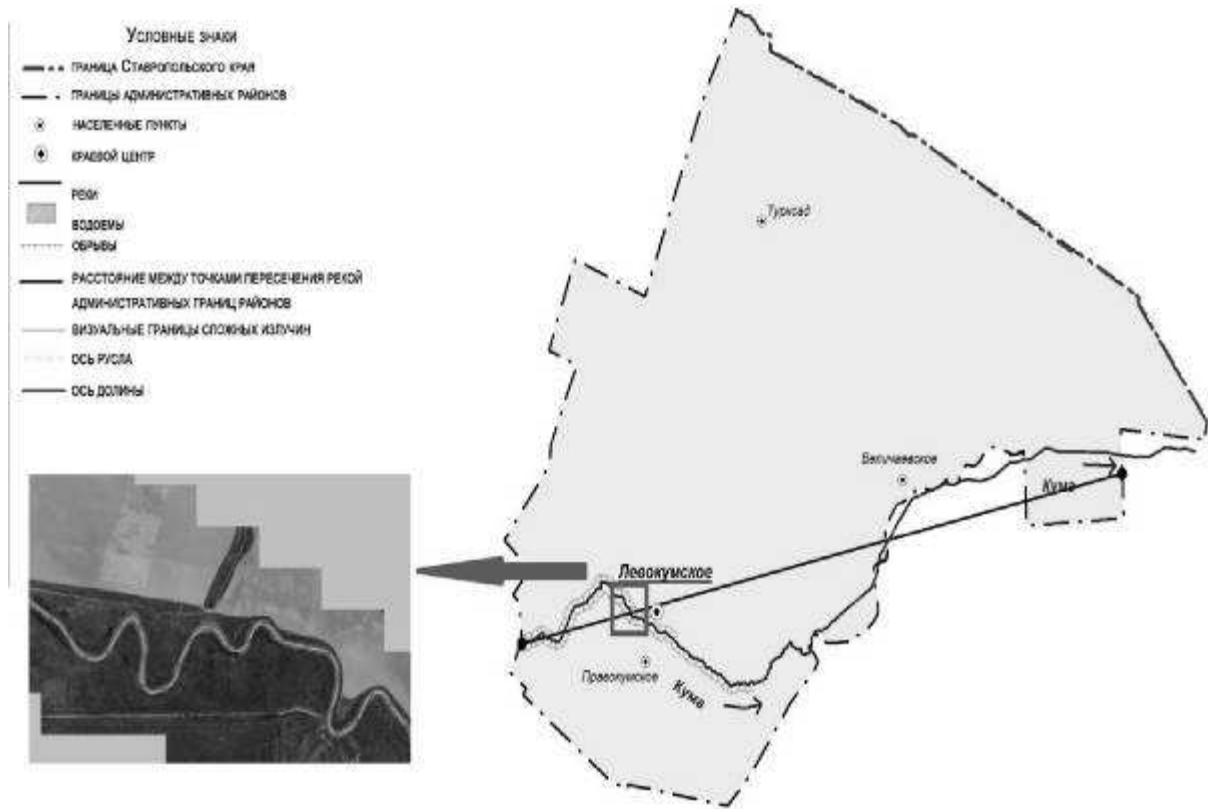 Условные знаки
граница Ставропольского края
границы административных районов
населенные пункты
краевой центр
реки
водоемы
обрывы
расстояние между точками пересечения рекой
административных границ районов
визуальные границы сложных излучин
ось русла
ось долины
Турксад
Величаевское
Кума
Левокумское
Правокумское
Кума